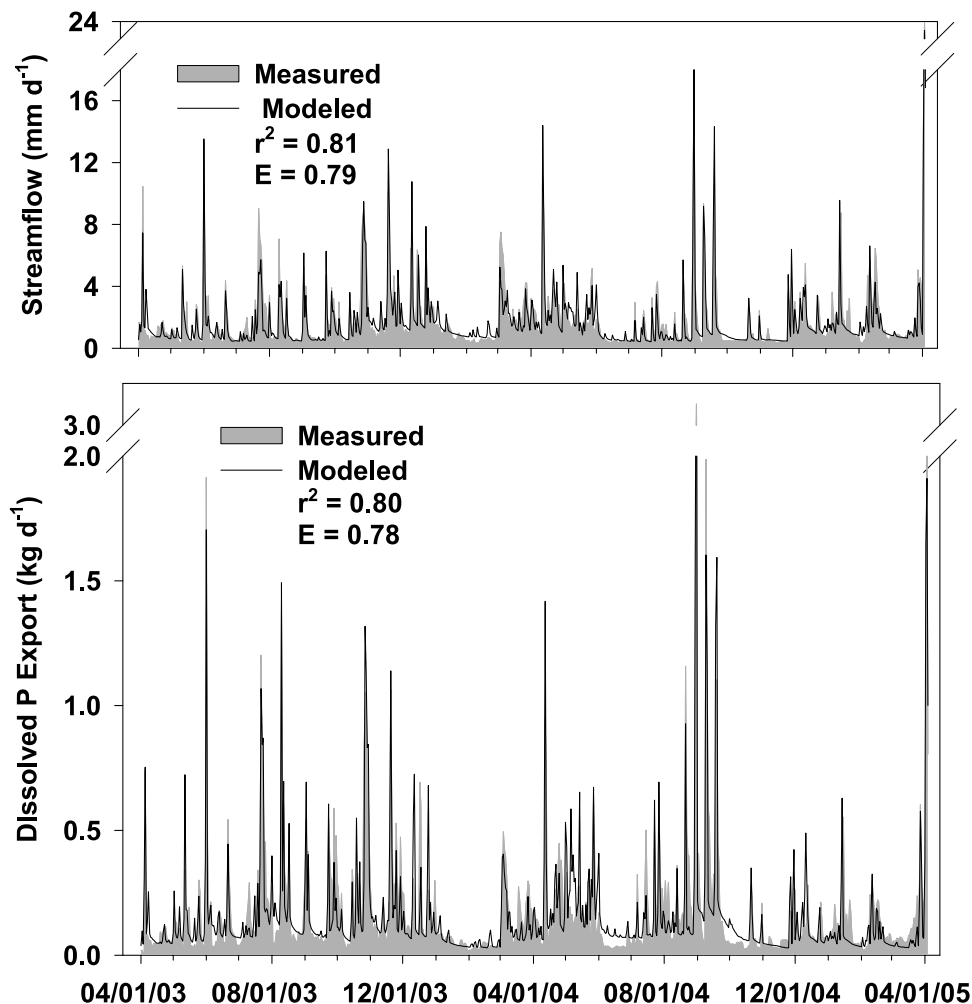 24
16
12
8
4
0
Streamflow (mm d⁻¹)
Measured
Modeled
r² = 0.81
E = 0.79
3.0
2.0
1.5
1.0
0.5
0.0
Dissolved P Export (kg d⁻¹)
Measured
Modeled
r² = 0.80
E = 0.78
04/01/03 08/01/03 12/01/03 04/01/04 08/01/04 12/01/04 04/01/05